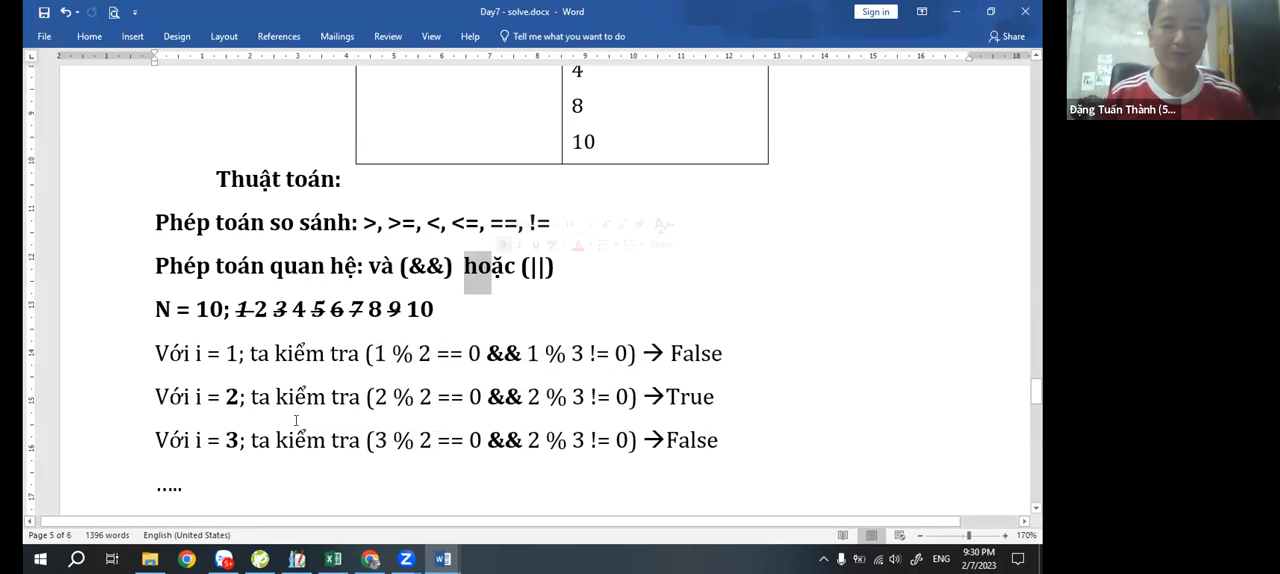 Day7 - solve.docx - Word
Sign in
File Home Insert Design Layout References Mailings Review View Help Tell me what you want to do Share
Đặng Tuấn Thành (5...
4
8
10
Thuật toán:
Phép toán so sánh: >, >=, <, <=, ==, !=
Phép toán quan hệ: và (&&) hoặc (||)
N = 10; 1 2 3 4 5 6 7 8 9 10
Với i = 1; ta kiểm tra (1 % 2 == 0 && 1 % 3 != 0) → False
Với i = 2; ta kiểm tra (2 % 2 == 0 && 2 % 3 != 0) →True
Với i = 3; ta kiểm tra (3 % 2 == 0 && 2 % 3 != 0) →False
.....
Page 5 of 6 1396 words English (United States) 170%
ENG 9:30 PM
2/7/2023